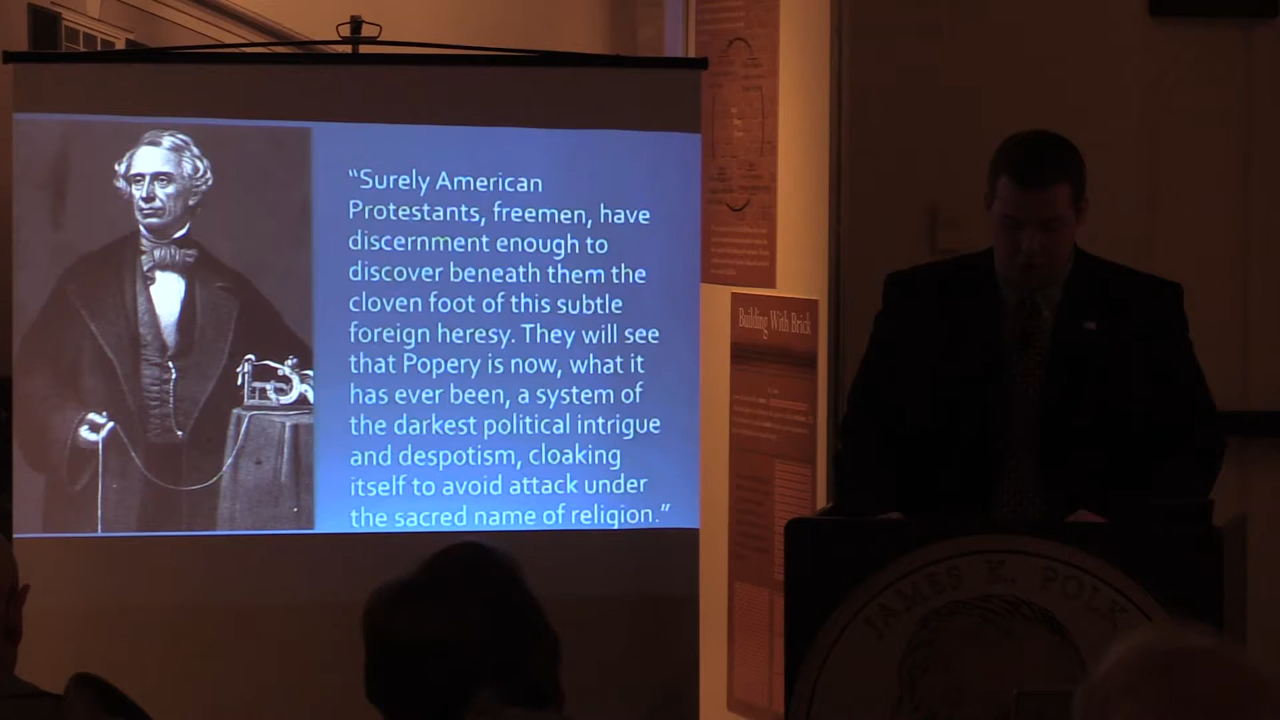 “Surely American
Protestants, freemen, have
discernment enough to
discover beneath them the
cloven foot of this subtle
foreign heresy. They will see
that Popery is now, what it
has ever been, a system of
the darkest political intrigue
and despotism, cloaking
itself to avoid attack under
the sacred name of religion.”
Building With Brick
JAMES K. POLK